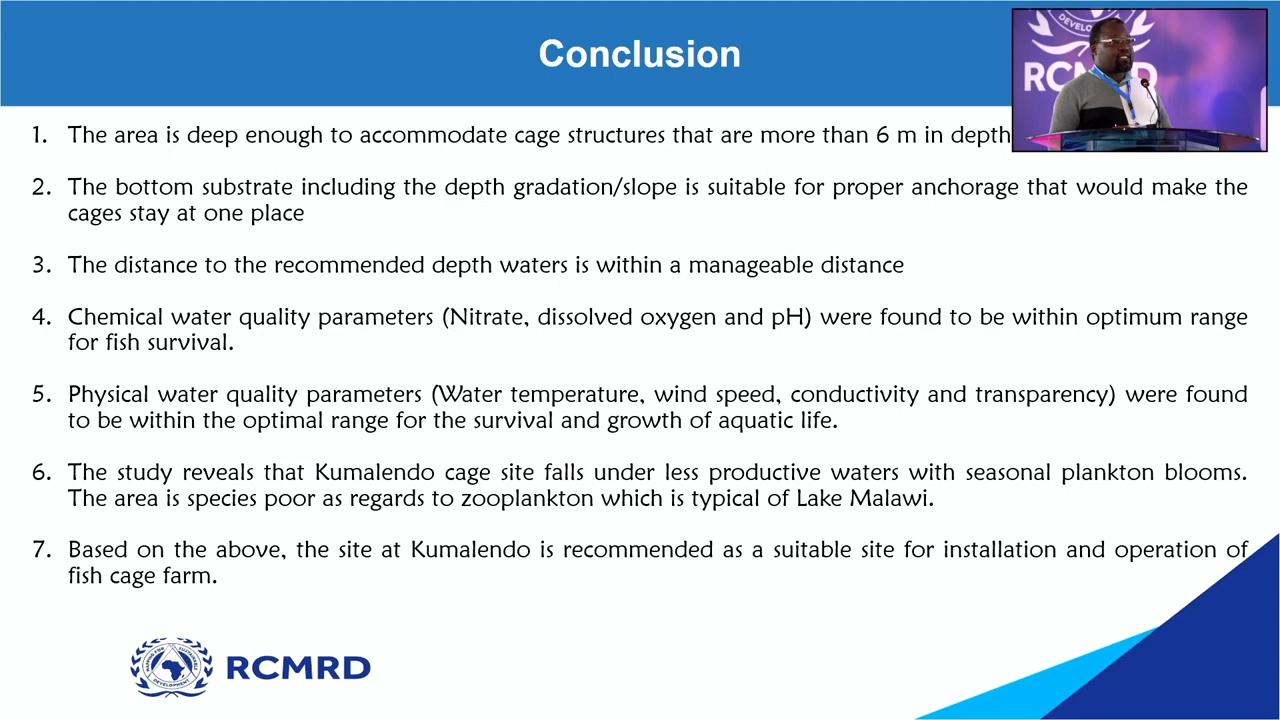 Conclusion
DEVELO
RCMRD
1. The area is deep enough to accommodate cage structures that are more than 6 m in depth
2. The bottom substrate including the depth gradation/slope is suitable for proper anchorage that would make the
cages stay at one place
3. The distance to the recommended depth waters is within a manageable distance
4. Chemical water quality parameters (Nitrate, dissolved oxygen and pH) were found to be within optimum range
for fish survival.
5. Physical water quality parameters (Water temperature, wind speed, conductivity and transparency) were found
to be within the optimal range for the survival and growth of aquatic life.
6. The study reveals that Kumalendo cage site falls under less productive waters with seasonal plankton blooms.
The area is species poor as regards to zooplankton which is typical of Lake Malawi.
7. Based on the above, the site at Kumalendo is recommended as a suitable site for installation and operation of
fish cage farm.
MAPPING FOR SUSTAINABLE
DEVELOPMENT
RCMRD